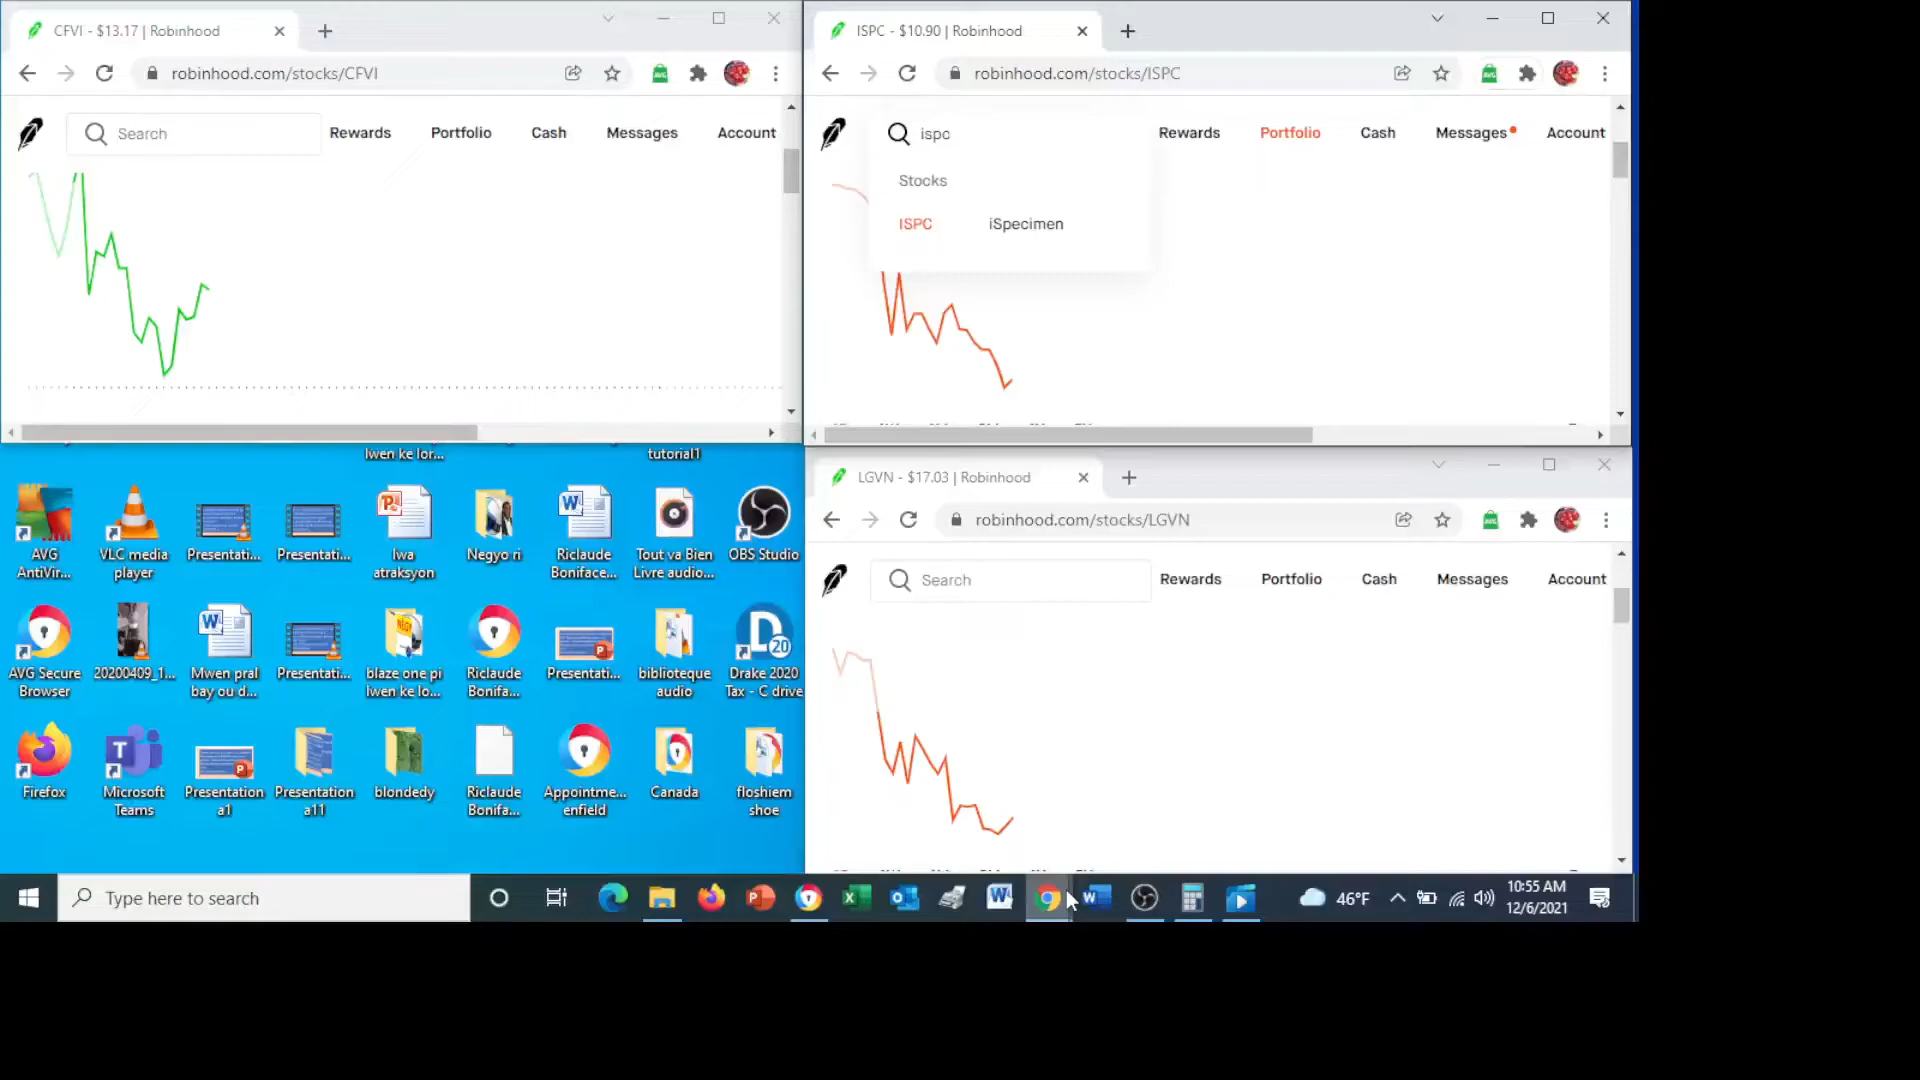 CFVI - $13.17 | Robinhood
robinhood.com/stocks/CFVI
Search
Rewards
Portfolio
Cash
Messages
Account
ISPC - $10.90 | Robinhood
robinhood.com/stocks/ISPC
ispc
Rewards
Portfolio
Cash
Messages
Account
Stocks
ISPC
iSpecimen
LGVN - $17.03 | Robinhood
robinhood.com/stocks/LGVN
Search
Rewards
Portfolio
Cash
Messages
Account
lwen ke lor...
tutorial1
AVG
AntiVir...
VLC media
player
Presentati...
Presentati...
lwa
atraksyon
Negyo ri
Riclaude
Boniface...
Tout va Bien
Livre audio...
OBS Studio
AVG Secure
Browser
20200409_1...
Mwen pral
bay ou d...
Presentati...
blaze one pi
lwen ke lo...
Riclaude
Bonifa...
Presentati...
biblioteque
audio
Drake 2020
Tax - C drive
Firefox
Microsoft
Teams
Presentation
a1
Presentationa
a11
blondedy
Riclaude
Bonifa...
Appointme...
enfield
Canada
floshiem
shoe
Type here to search
46°F
10:55 AM
12/6/2021